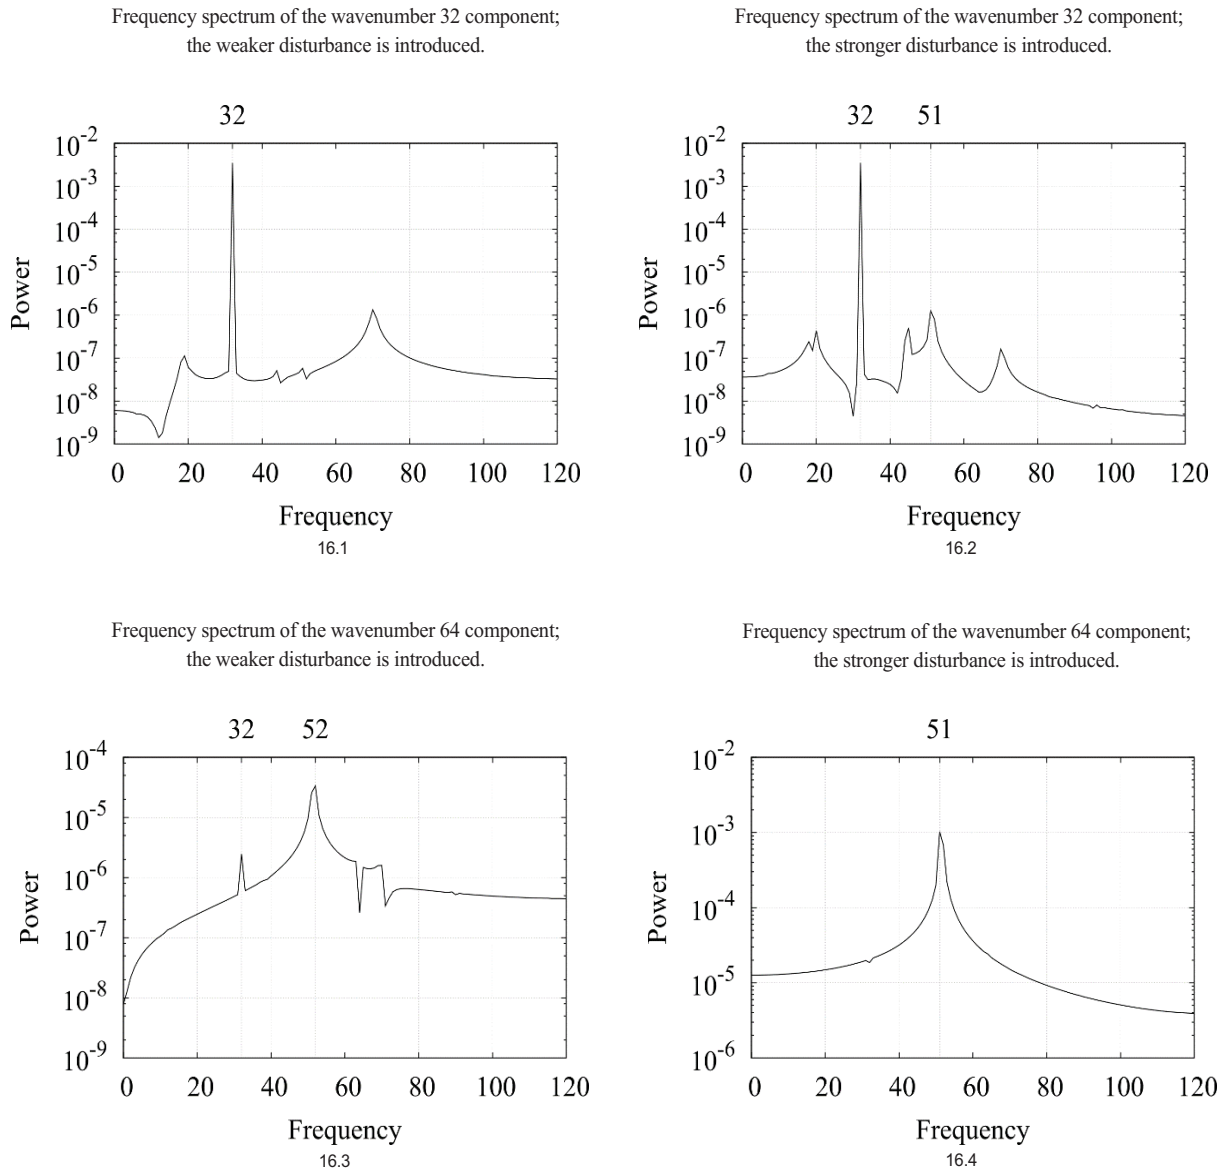 Frequency spectrum of the wavenumber 32 component;
the weaker disturbance is introduced.
32
10-2
10-3
10-4
10-5
10-6
10-7
10-8
10-9
Power
0 20 40 60 80 100 120
Frequency
16.1
Frequency spectrum of the wavenumber 32 component;
the stronger disturbance is introduced.
32 51
10-2
10-3
10-4
10-5
10-6
10-7
10-8
10-9
Power
0 20 40 60 80 100 120
Frequency
16.2
Frequency spectrum of the wavenumber 64 component;
the weaker disturbance is introduced.
32 52
10-4
10-5
10-6
10-7
10-8
10-9
Power
0 20 40 60 80 100 120
Frequency
16.3
Frequency spectrum of the wavenumber 64 component;
the stronger disturbance is introduced.
51
10-2
10-3
10-4
10-5
10-6
Power
0 20 40 60 80 100 120
Frequency
16.4